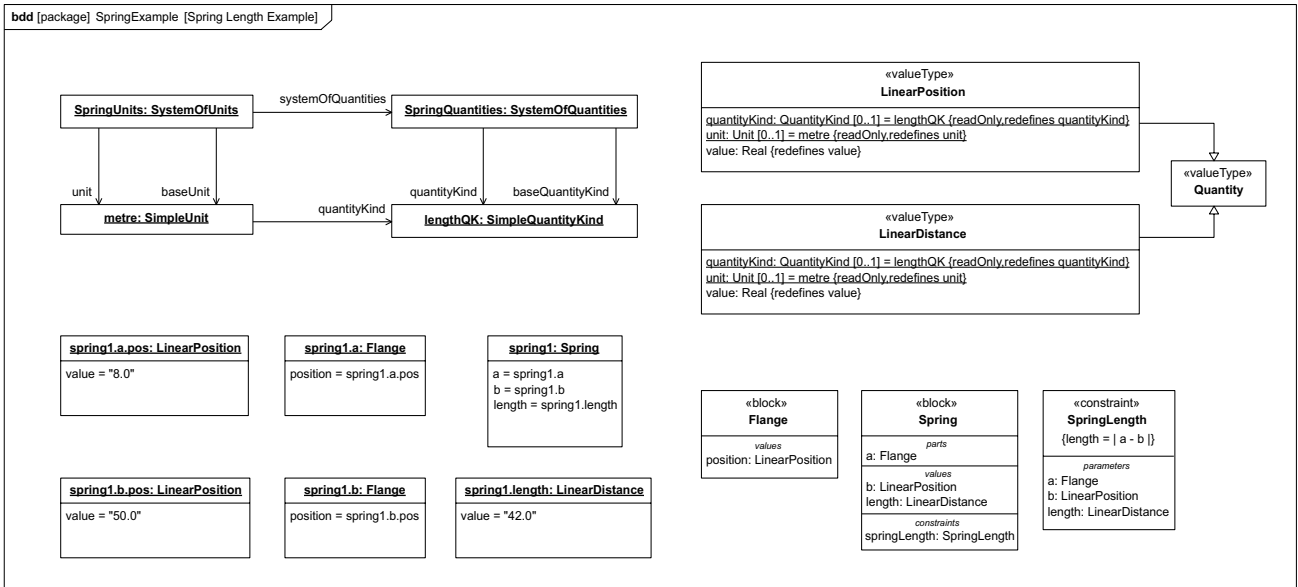 bdd [package] SpringExample [Spring Length Example]
SpringUnits: SystemOfUnits
systemOfQuantities
SpringQuantities: SystemOfQuantities
unit
baseUnit
quantityKind
baseQuantityKind
metre: SimpleUnit
quantityKind
lengthQK: SimpleQuantityKind
«valueType»
LinearPosition
quantityKind: QuantityKind [0..1] = lengthQK {readOnly,redefines quantityKind}
unit: Unit [0..1] = metre {readOnly,redefines unit}
value: Real {redefines value}
«valueType»
Quantity
«valueType»
LinearDistance
quantityKind: QuantityKind [0..1] = lengthQK {readOnly,redefines quantityKind}
unit: Unit [0..1] = metre {readOnly,redefines unit}
value: Real {redefines value}
spring1.a.pos: LinearPosition
value = "8.0"
spring1.a: Flange
position = spring1.a.pos
spring1: Spring
a = spring1.a
b = spring1.b
length = spring1.length
spring1.b.pos: LinearPosition
value = "50.0"
spring1.b: Flange
position = spring1.b.pos
spring1.length: LinearDistance
value = "42.0"
«block»
Flange
values
position: LinearPosition
«block»
Spring
parts
a: Flange
values
b: LinearPosition
length: LinearDistance
constraints
springLength: SpringLength
«constraint»
SpringLength
{length = | a - b |}
parameters
a: Flange
b: LinearPosition
length: LinearDistance